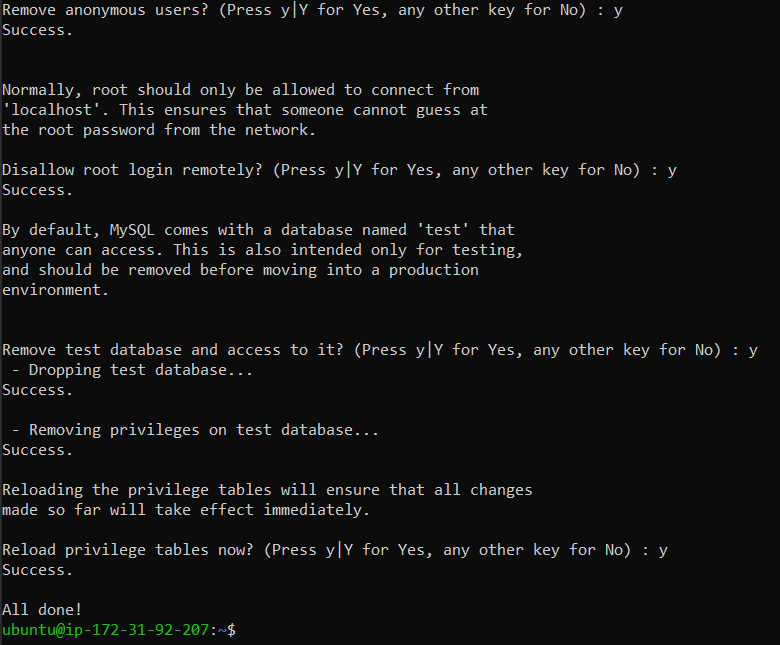 Remove anonymous users? (Press y|Y for Yes, any other key for No) : y
Success.
Normally, root should only be allowed to connect from
'localhost'. This ensures that someone cannot guess at
the root password from the network.
Disallow root login remotely? (Press y|Y for Yes, any other key for No) : y
Success.
By default, MySQL comes with a database named 'test' that
anyone can access. This is also intended only for testing,
and should be removed before moving into a production
environment.
Remove test database and access to it? (Press y|Y for Yes, any other key for No) : y
 - Dropping test database...
Success.
 - Removing privileges on test database...
Success.
Reloading the privilege tables will ensure that all changes
made so far will take effect immediately.
Reload privilege tables now? (Press y|Y for Yes, any other key for No) : y
Success.
All done!
ubuntu@ip-172-31-92-207:~$